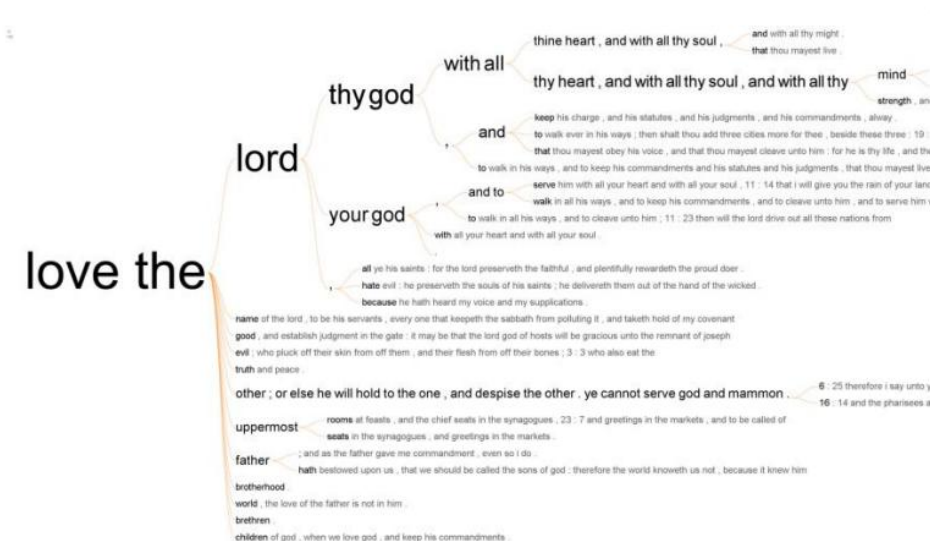 love the
lord
thy god
with all
thine heart , and with all thy soul ,
and with all thy might .
that thou mayest live .
thy heart , and with all thy soul , and with all thy
mind
strength , an
,
and
keep his charge , and his statutes , and his judgments , and his commandments , alway .
to walk ever in his ways ; then shalt thou add three cities more for thee , beside these three : 19 :
that thou mayest obey his voice , and that thou mayest cleave unto him : for he is thy life , and the
to walk in his ways , and to keep his commandments and his statutes and his judgments , that thou mayest live
your god
,
and to
serve him with all your heart and with all your soul , 11 : 14 that i will give you the rain of your land
walk in all his ways , and to keep his commandments , and to cleave unto him , and to serve him
to walk in all his ways , and to cleave unto him ; 11 : 23 then will the lord drive out all these nations from
with all your heart and with all your soul .
.
,
all ye his saints : for the lord preserveth the faithful , and plentifully rewardeth the proud doer .
hate evil : he preserveth the souls of his saints ; he delivereth them out of the hand of the wicked .
because he hath heard my voice and my supplications .
name of the lord , to be his servants , every one that keepeth the sabbath from polluting it , and taketh hold of my covenant
good , and establish judgment in the gate : it may be that the lord god of hosts will be gracious unto the remnant of joseph
evil ; who pluck off their skin from off them , and their flesh from off their bones ; 3 : 3 who also eat the
truth and peace .
other ; or else he will hold to the one , and despise the other . ye cannot serve god and mammon .
6 : 25 therefore i say unto y
16 : 14 and the pharisees a
uppermost
rooms at feasts , and the chief seats in the synagogues , 23 : 7 and greetings in the markets , and to be called of
seats in the synagogues , and greetings in the markets .
father
; and as the father gave me commandment , even so i do .
hath bestowed upon us , that we should be called the sons of god : therefore the world knoweth us not , because it knew him
brotherhood .
world , the love of the father is not in him .
brethren .
children of god , when we love god , and keep his commandments .